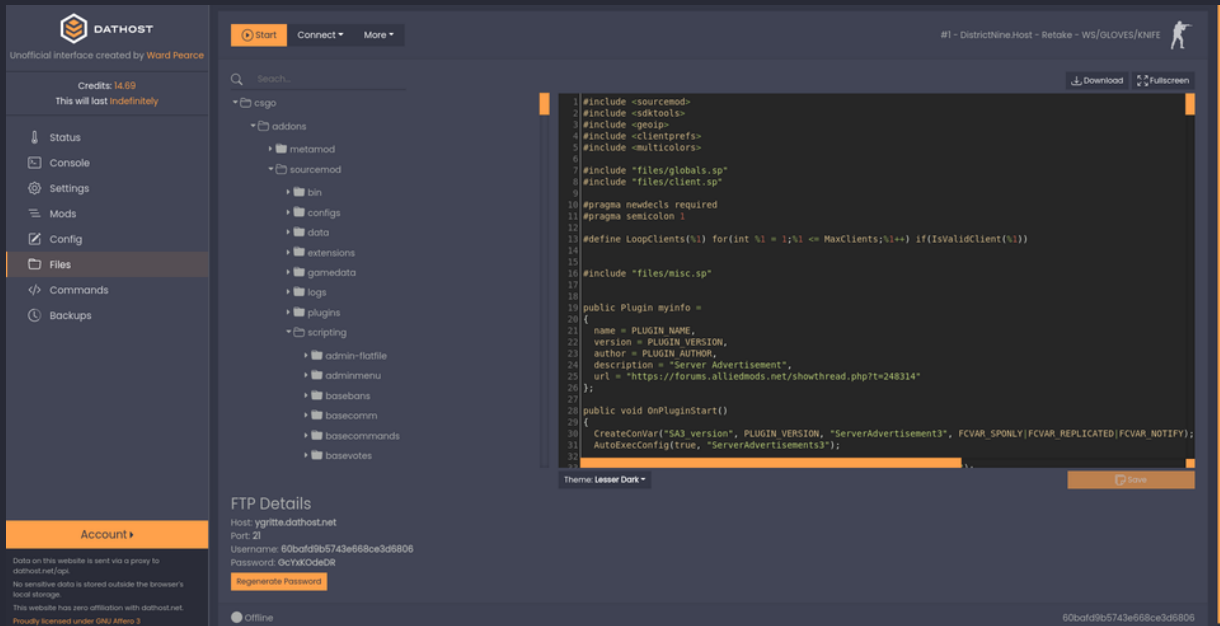 DATHOST
Unofficial interface created by Ward Pearce
Credits: 14.69
This will last Indefinitely
Status
Console
Settings
Mods
Config
Files
Commands
Backups
Account
Data on this website is sent via a proxy to
dathost.net/api.
No sensitive data is stored outside the browser's
local storage.
This website has zero affiliation with dathost.net.
Proudly licensed under GNU Affero 3
Start Connect More
#1 - DistrictNine.Host - Retake - WS/GLOVES/KNIFE
Seach...
Download Fullscreen
csgo
addons
metamod
sourcemod
bin
configs
data
extensions
gamedata
logs
plugins
scripting
admin-flatfile
adminmenu
basebans
basecomm
basecommands
basevotes
1 #include <sourcemod>
2 #include <sdktools>
3 #include <geoip>
4 #include <clientprefs>
5 #include <multicolors>
6
7 #include "files/globals.sp"
8 #include "files/client.sp"
9
10 #pragma newdecls required
11 #pragma semicolon 1
12
13 #define LoopClients(%1) for(int %1 = 1;%1 <= MaxClients;%1++) if(IsValidClient(%1))
14
15
16 #include "files/misc.sp"
17
18
19 public Plugin myinfo =
20 {
21 name = PLUGIN_NAME,
22 version = PLUGIN_VERSION,
23 author = PLUGIN_AUTHOR,
24 description = "Server Advertisement",
25 url = "https://forums.alliedmods.net/showthread.php?t=248314"
26 };
27
28 public void OnPluginStart()
29 {
30 CreateConVar("SA3_version", PLUGIN_VERSION, "ServerAdvertisement3", FCVAR_SPONLY|FCVAR_REPLICATED|FCVAR_NOTIFY);
31 AutoExecConfig(true, "ServerAdvertisements3");
32
Theme: Lesser Dark
Save
FTP Details
Host: ygritte.dathost.net
Port: 21
Username: 60bafd9b5743e668ce3d6806
Password: GcYxKOdeDR
Regenerate Password
Offline
60bafd9b5743e668ce3d6806